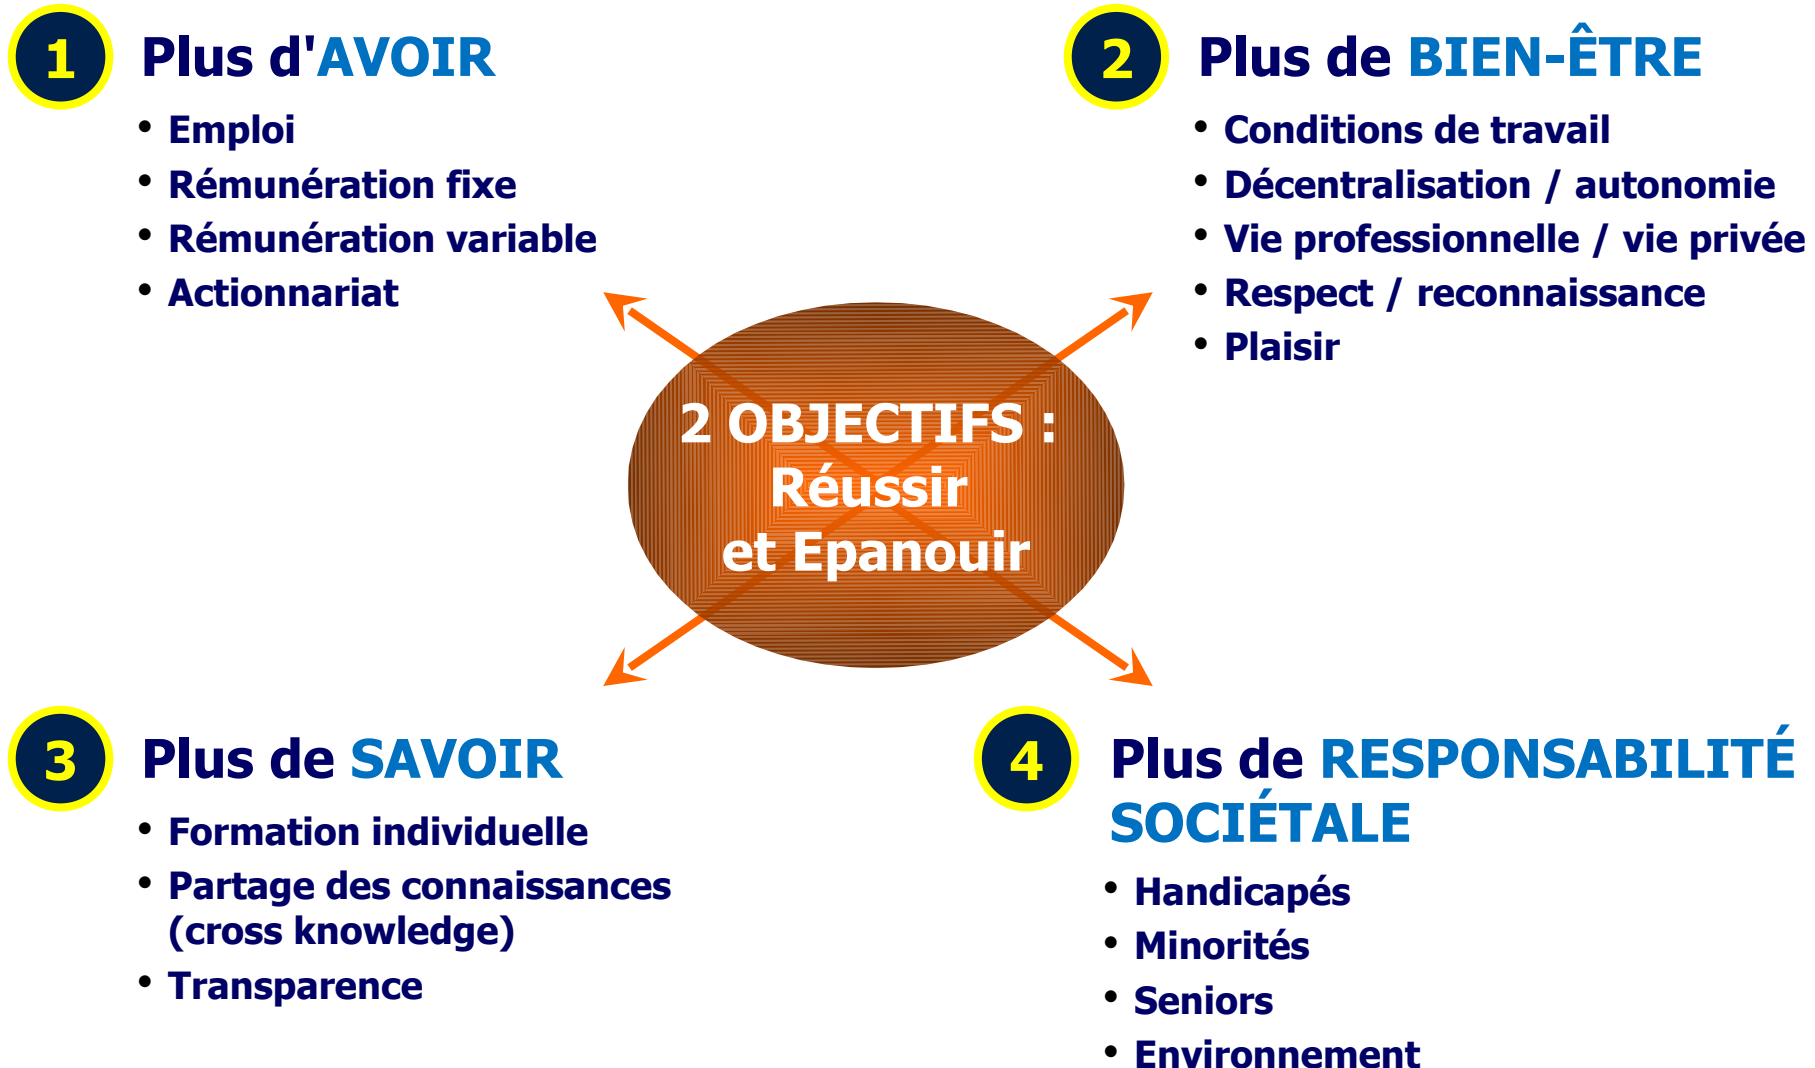 1 Plus d'AVOIR
• Emploi
• Rémunération fixe
• Rémunération variable
• Actionnariat
2 Plus de BIEN-ÊTRE
• Conditions de travail
• Décentralisation / autonomie
• Vie professionnelle / vie privée
• Respect / reconnaissance
• Plaisir
2 OBJECTIFS :
Réussir
et Epanouir
3 Plus de SAVOIR
• Formation individuelle
• Partage des connaissances
(cross knowledge)
• Transparence
4 Plus de RESPONSABILITÉ
SOCIÉTALE
• Handicapés
• Minorités
• Seniors
• Environnement